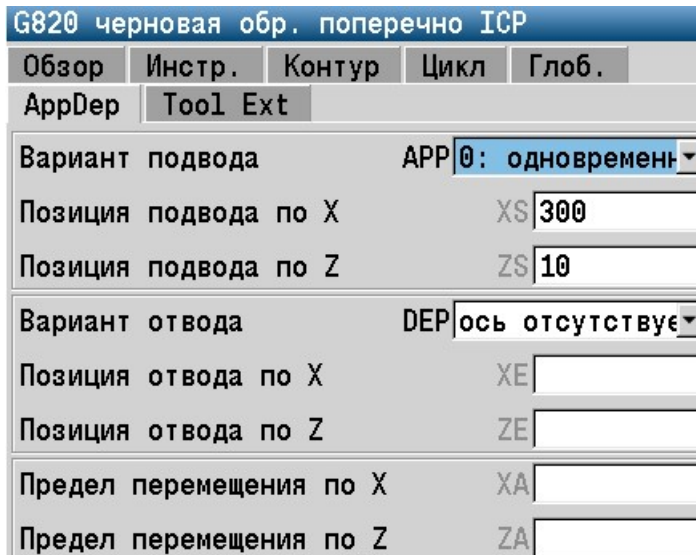 G820 черновая обр. поперечно ICP
Обзор Инстр. Контур Цикл Глоб.
AppDep Tool Ext
Вариант подвода APP 0: одновременн
Позиция подвода по X XS 300
Позиция подвода по Z ZS 10
Вариант отвода DEP ось отсутствуе
Позиция отвода по X XE
Позиция отвода по Z ZE
Предел перемещения по X XA
Предел перемещения по Z ZA